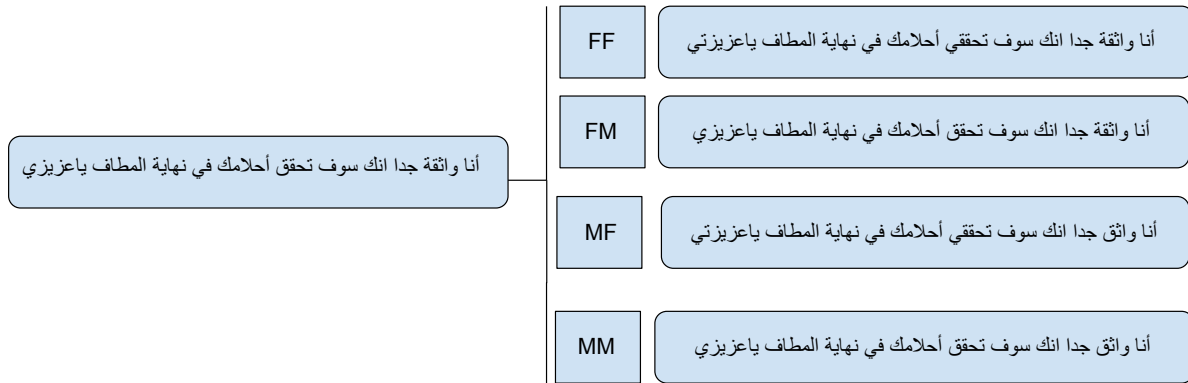 أنا واثقة جدا انك سوف تحقق أحلامك في نهاية المطاف ياعزيزي
FF
أنا واثقة جدا انك سوف تحققي أحلامك في نهاية المطاف ياعزيزتي
FM
أنا واثقة جدا انك سوف تحقق أحلامك في نهاية المطاف ياعزيزي
MF
أنا واثق جدا انك سوف تحققي أحلامك في نهاية المطاف ياعزيزتي
MM
أنا واثق جدا انك سوف تحقق أحلامك في نهاية المطاف ياعزيزي